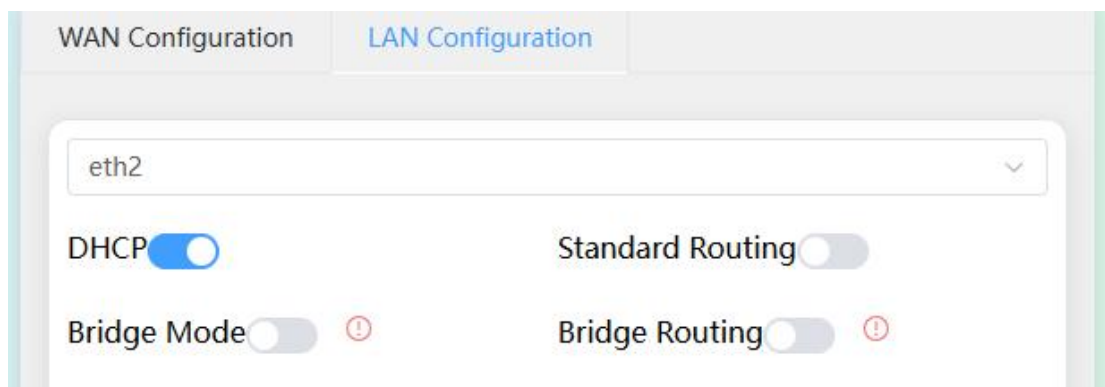 WAN Configuration LAN Configuration
eth2
DHCP Standard Routing
Bridge Mode Bridge Routing